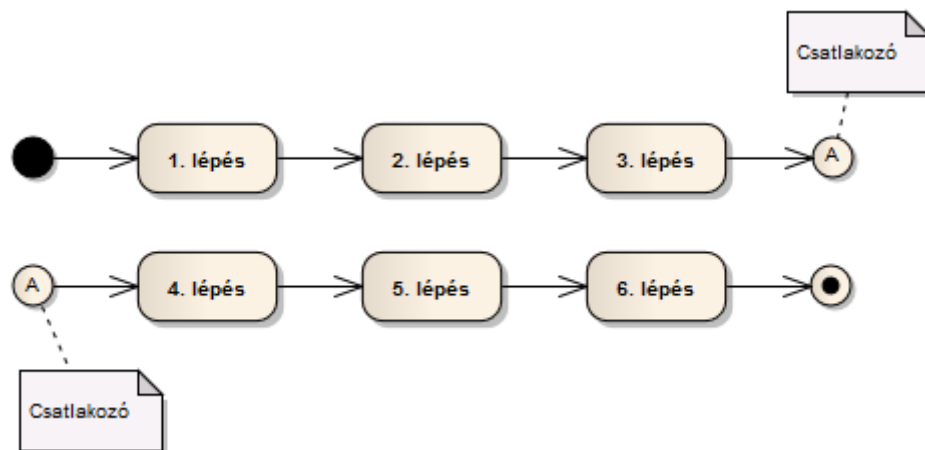 Csatlakozó
1. lépés
2. lépés
3. lépés
A
A
4. lépés
5. lépés
6. lépés
Csatlakozó